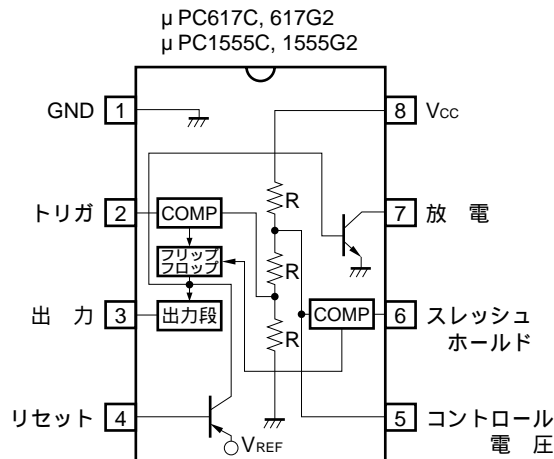 μPC617C, 617G2
μPC1555C, 1555G2
GND 1
8 VCC
R
トリガ 2
COMP
7 放 電
フリップ
フロップ
R
出 力 3
出力段
COMP
6 スレッシュ
ホールド
R
リセット 4
VREF
5 コントロール
電 圧